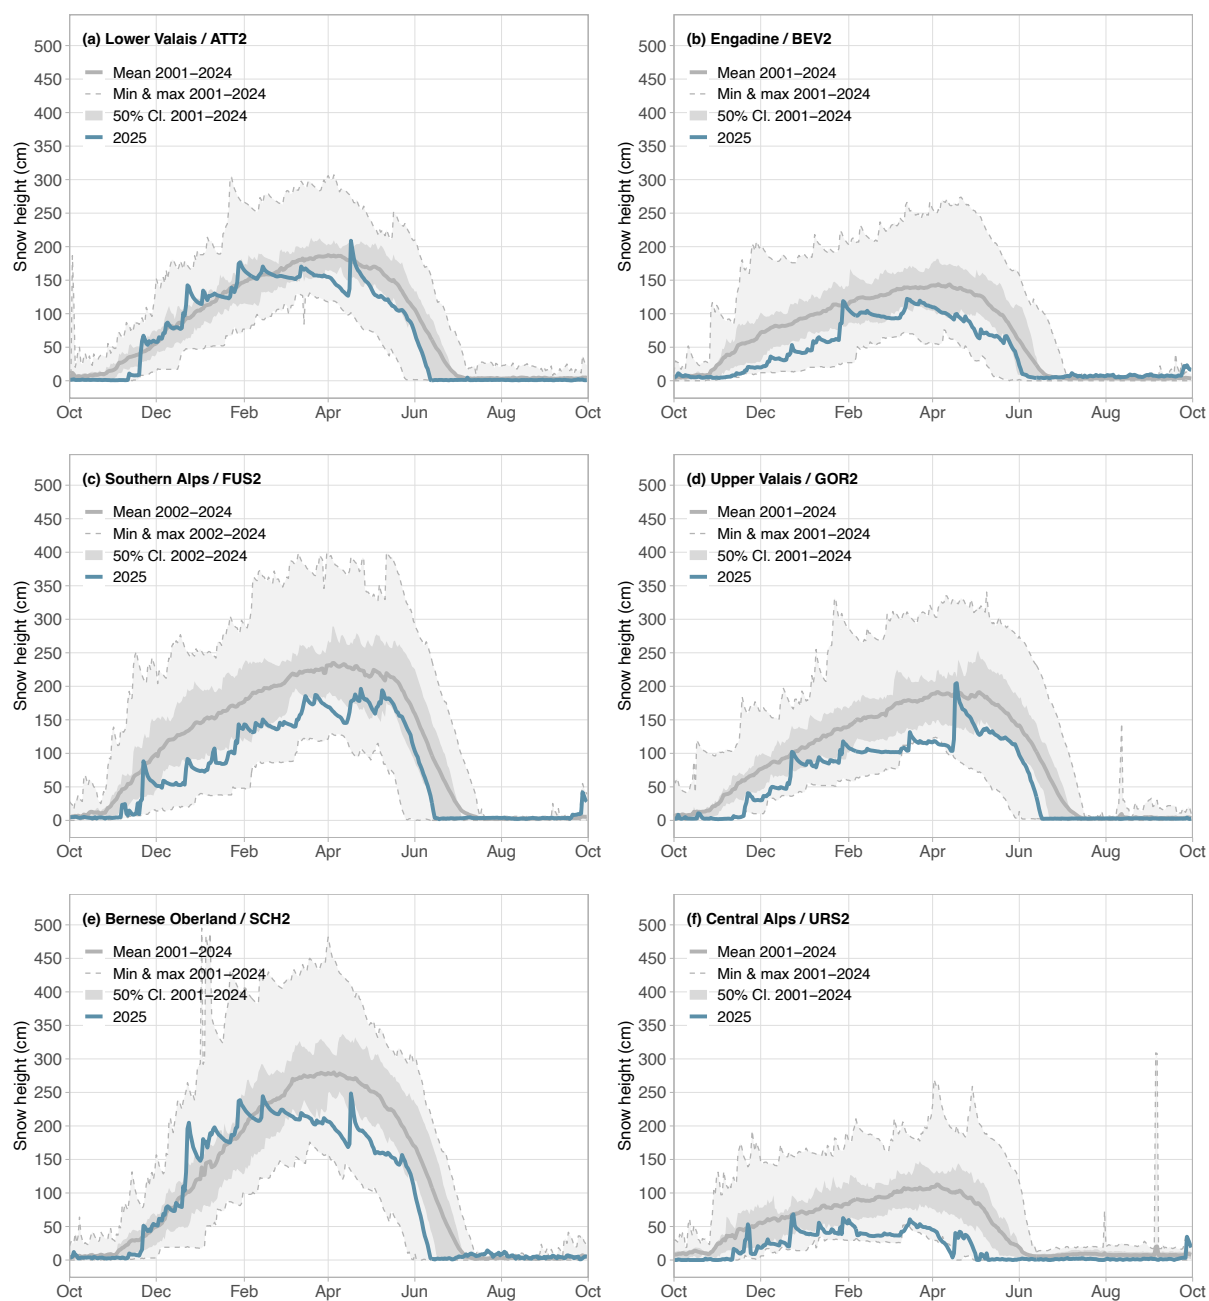 (a) Lower Valais / ATT2
Mean 2001–2024
Min & max 2001–2024
50% CI. 2001–2024
2025
Snow height (cm)
500
450
400
350
300
250
200
150
100
50
0
Oct Dec Feb Apr Jun Aug Oct
(b) Engadine / BEV2
Mean 2001–2024
Min & max 2001–2024
50% CI. 2001–2024
2025
Snow height (cm)
500
450
400
350
300
250
200
150
100
50
0
Oct Dec Feb Apr Jun Aug Oct
(c) Southern Alps / FUS2
Mean 2002–2024
Min & max 2002–2024
50% CI. 2002–2024
2025
Snow height (cm)
500
450
400
350
300
250
200
150
100
50
0
Oct Dec Feb Apr Jun Aug Oct
(d) Upper Valais / GOR2
Mean 2001–2024
Min & max 2001–2024
50% CI. 2001–2024
2025
Snow height (cm)
500
450
400
350
300
250
200
150
100
50
0
Oct Dec Feb Apr Jun Aug Oct
(e) Bernese Oberland / SCH2
Mean 2001–2024
Min & max 2001–2024
50% CI. 2001–2024
2025
Snow height (cm)
500
450
400
350
300
250
200
150
100
50
0
Oct Dec Feb Apr Jun Aug Oct
(f) Central Alps / URS2
Mean 2001–2024
Min & max 2001–2024
50% CI. 2001–2024
2025
Snow height (cm)
500
450
400
350
300
250
200
150
100
50
0
Oct Dec Feb Apr Jun Aug Oct